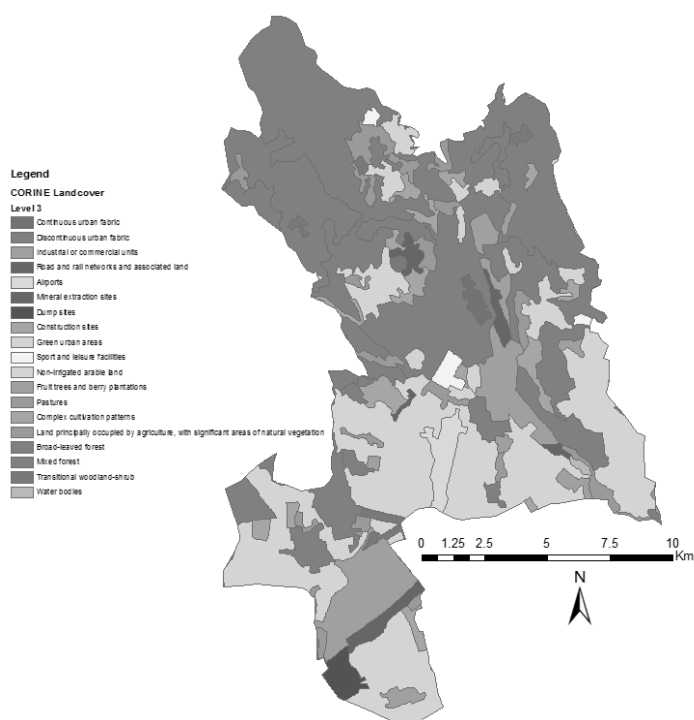 Legend
CORINE Landcover
Level 3
Continuous urban fabric
Discontinuous urban fabric
Industrial or commercial units
Road and rail networks and associated land
Airports
Mineral extraction sites
Dump sites
Construction sites
Green urban areas
Sport and leisure facilities
Non-irrigated arable land
Fruit trees and berry plantations
Pastures
Complex cultivation patterns
Land principally occupied by agriculture, with significant areas of natural vegetation
Broad-leaved forest
Mixed forest
Transitional woodland-shrub
Water bodies
0 1.25 2.5 5 7.5 10
Km
N